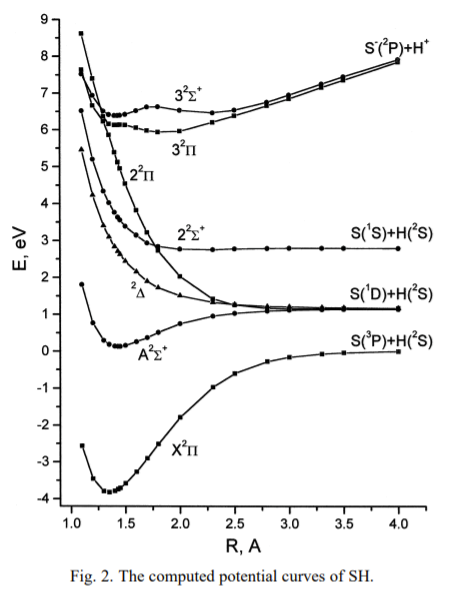 9
8
7
6
5
4
3
2
1
0
-1
-2
-3
-4
E, eV
S⁻(²P)+H⁺
3²Σ⁺
3²Π
2²Π
2²Σ⁺
S(¹S)+H(²S)
²Δ
S(¹D)+H(²S)
A²Σ⁺
S(³P)+H(²S)
X²Π
1.0 1.5 2.0 2.5 3.0 3.5 4.0
R, A
Fig. 2. The computed potential curves of SH.